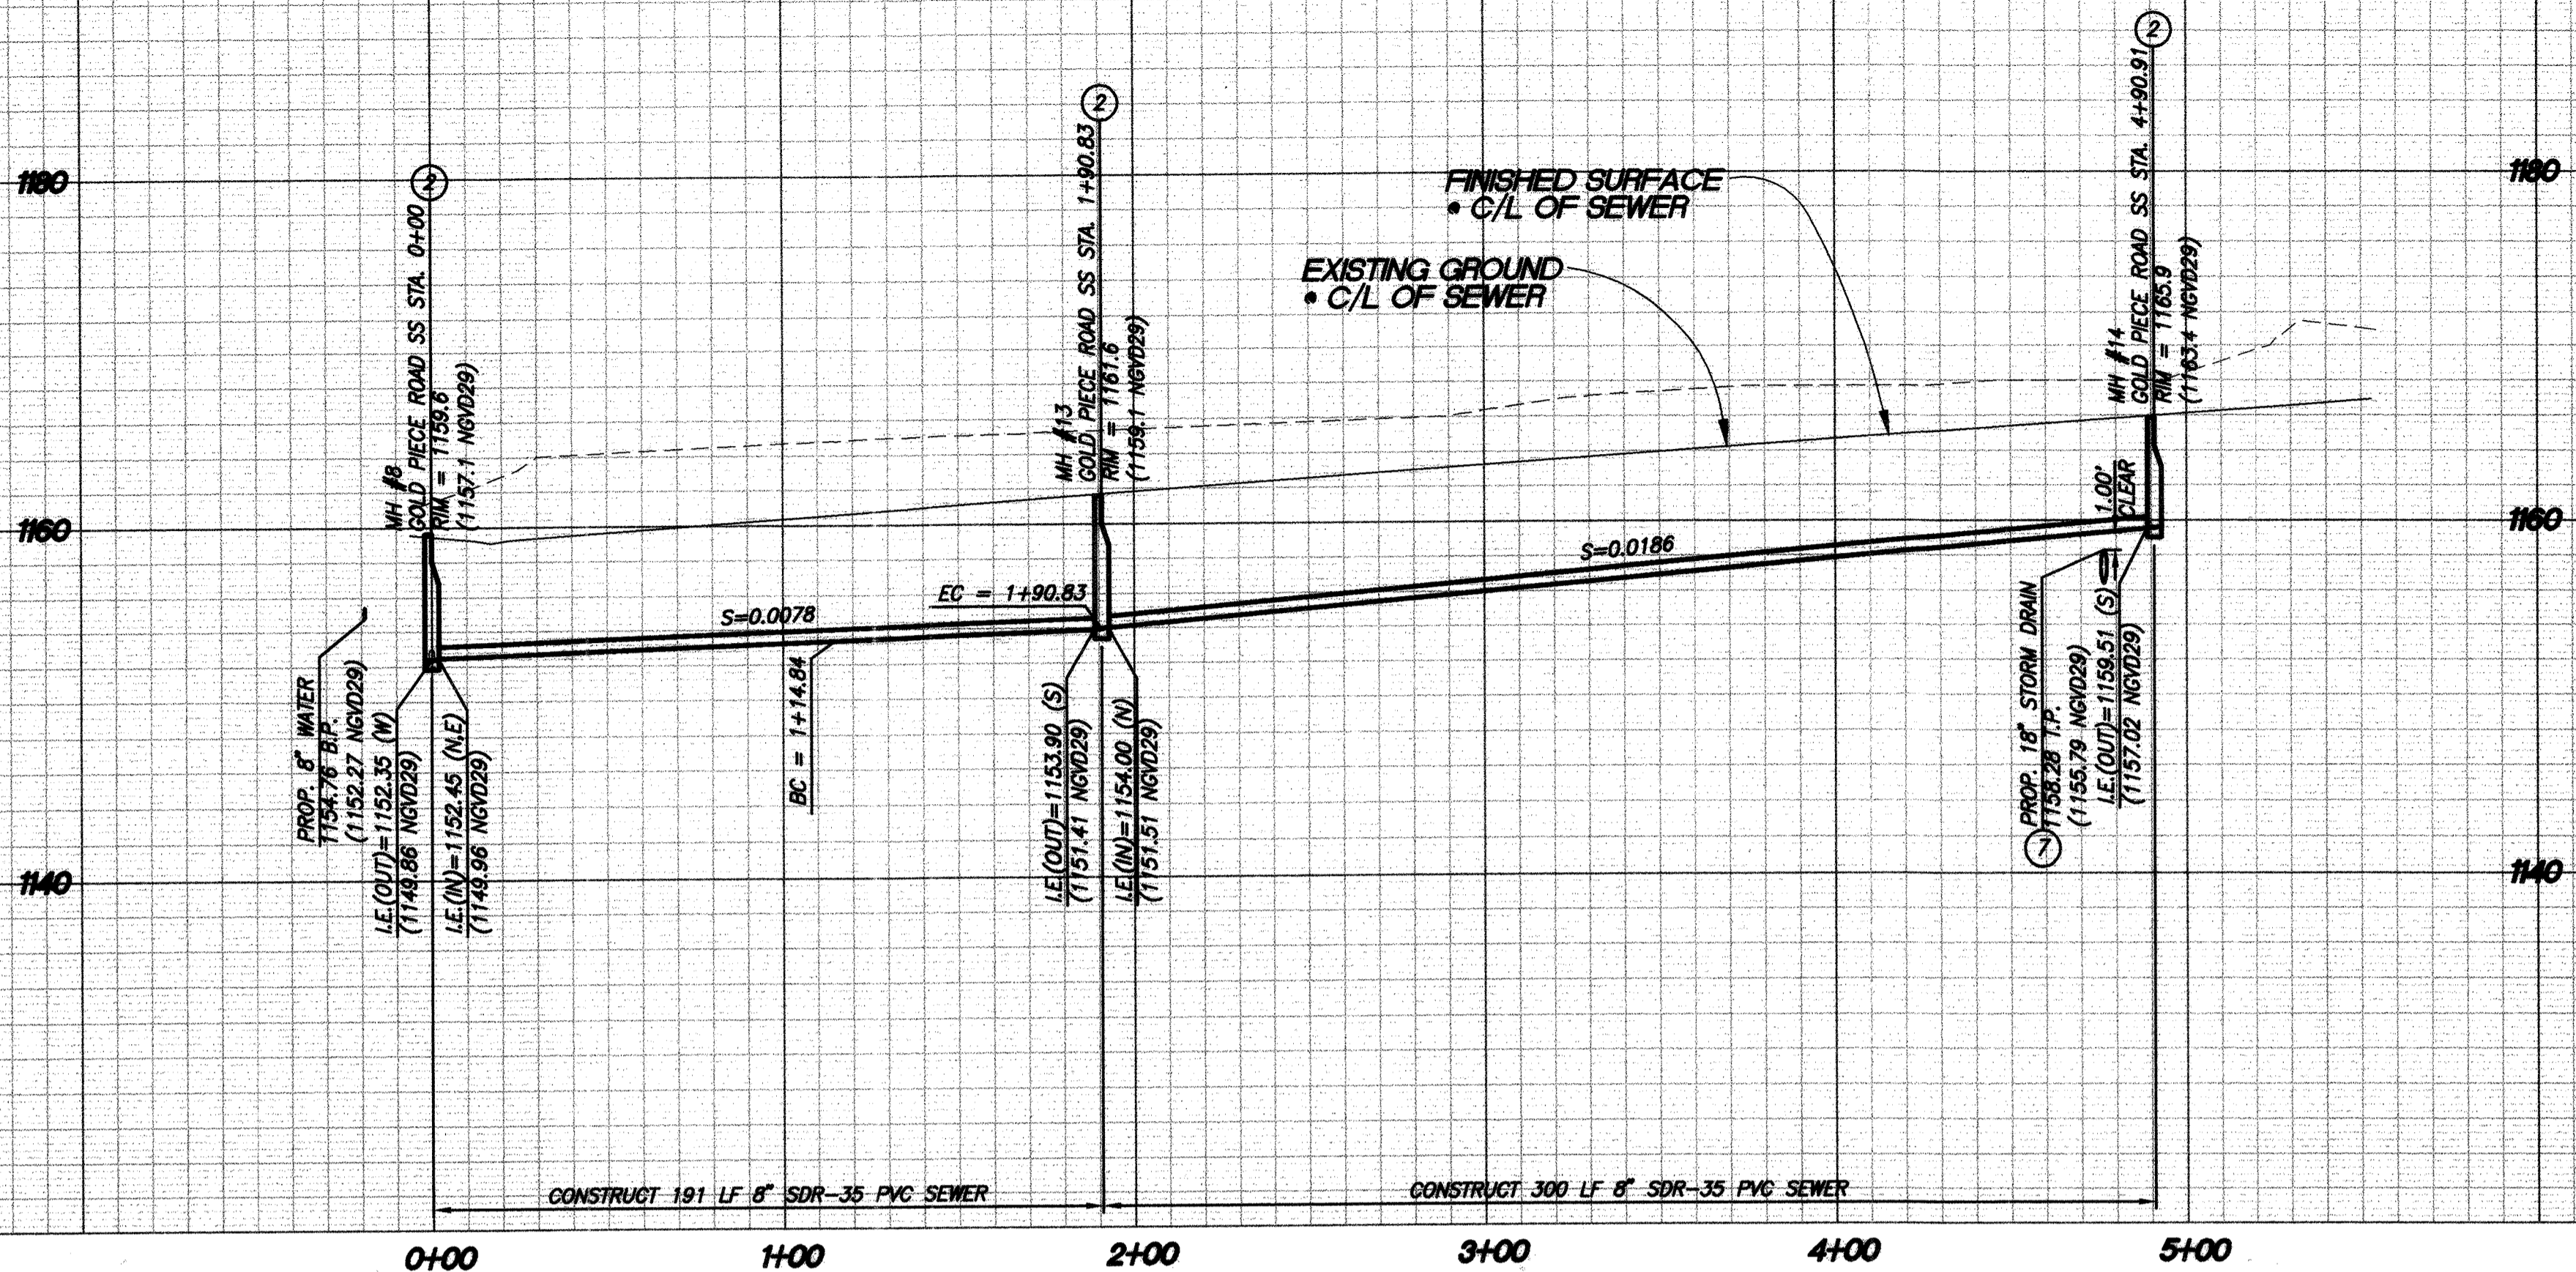 2
MH #8
GOLD PIECE ROAD SS STA. 0+00
RIM = 1159.6
(1157.1 NGVD29)
2
MH #13
GOLD PIECE ROAD SS STA. 1+90.83
RIM = 1161.6
(1159.1 NGVD29)
2
MH #14
GOLD PIECE ROAD SS STA. 4+90.91
RIM = 1165.9
(1163.4 NGVD29)
1180
1180
FINISHED SURFACE
• C/L OF SEWER
EXISTING GROUND
• C/L OF SEWER
1160
1160
1.00'
CLEAR
S=0.0186
EC = 1+90.83
S=0.0078
BC = 1+14.84
PROP. 8" WATER
1154.76 B.P.
(1152.27 NGVD29)
I.E.(OUT)=1152.35 (W)
(1149.86 NGVD29)
I.E.(IN)=1152.45 (N,E)
(1149.96 NGVD29)
I.E.(OUT)=1153.90 (S)
(1151.41 NGVD29)
I.E.(IN)=1154.00 (N)
(1151.51 NGVD29)
7
PROP. 18" STORM DRAIN
1158.28 T.P.
(1155.79 NGVD29)
I.E.(OUT)=1159.51 (S)
(1157.02 NGVD29)
1140
1140
CONSTRUCT 191 LF 8" SDR-35 PVC SEWER
CONSTRUCT 300 LF 8" SDR-35 PVC SEWER
0+00
1+00
2+00
3+00
4+00
5+00